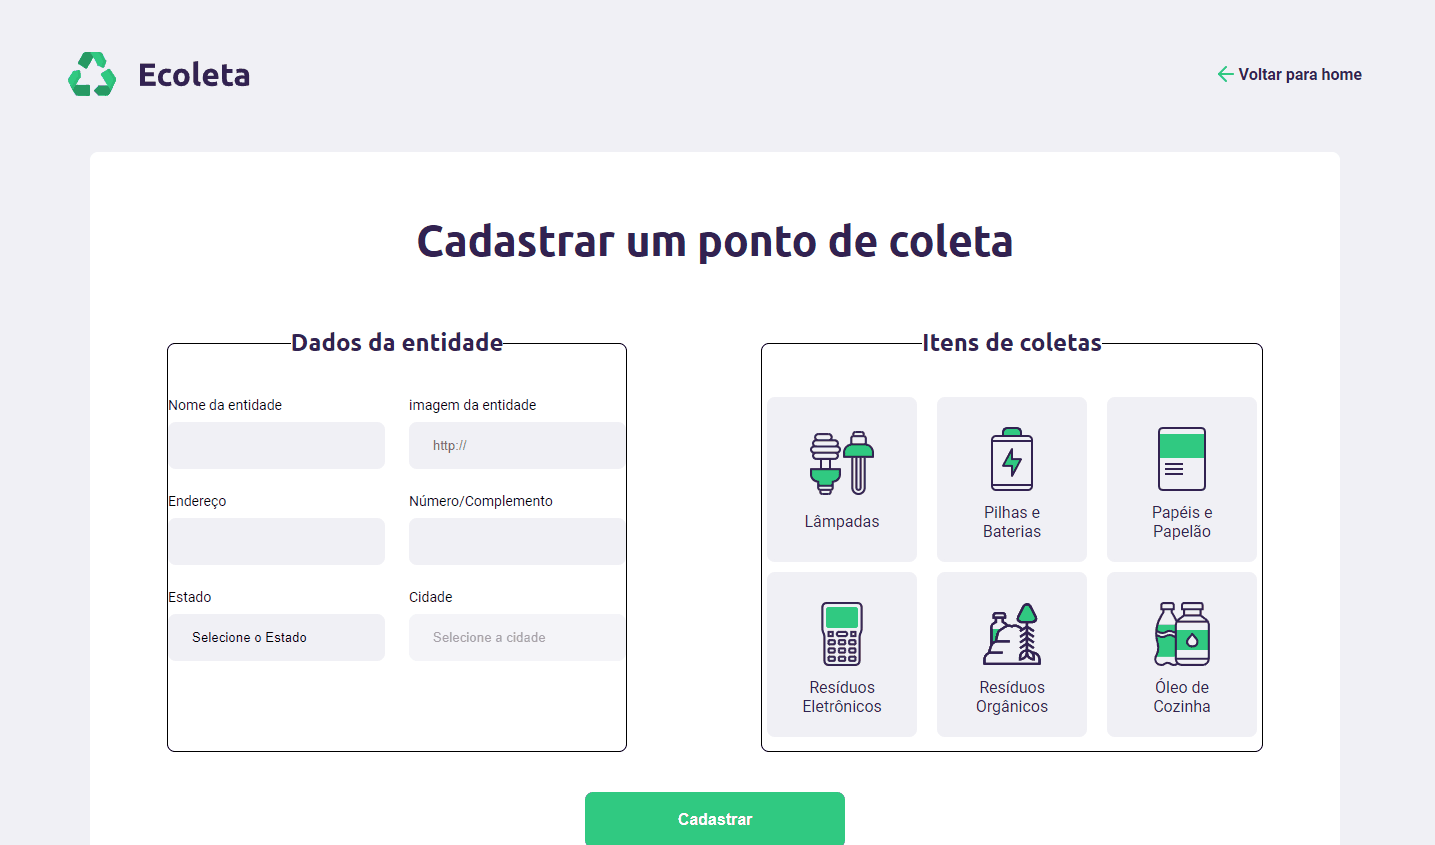 Ecoleta
Voltar para home
Cadastrar um ponto de coleta
Dados da entidade
Nome da entidade
imagem da entidade
http://
Endereço
Número/Complemento
Estado
Cidade
Selecione o Estado
Selecione a cidade
Itens de coletas
Lâmpadas
Pilhas e
Baterias
Papéis e
Papelão
Resíduos
Eletrônicos
Resíduos
Orgânicos
Óleo de
Cozinha
Cadastrar